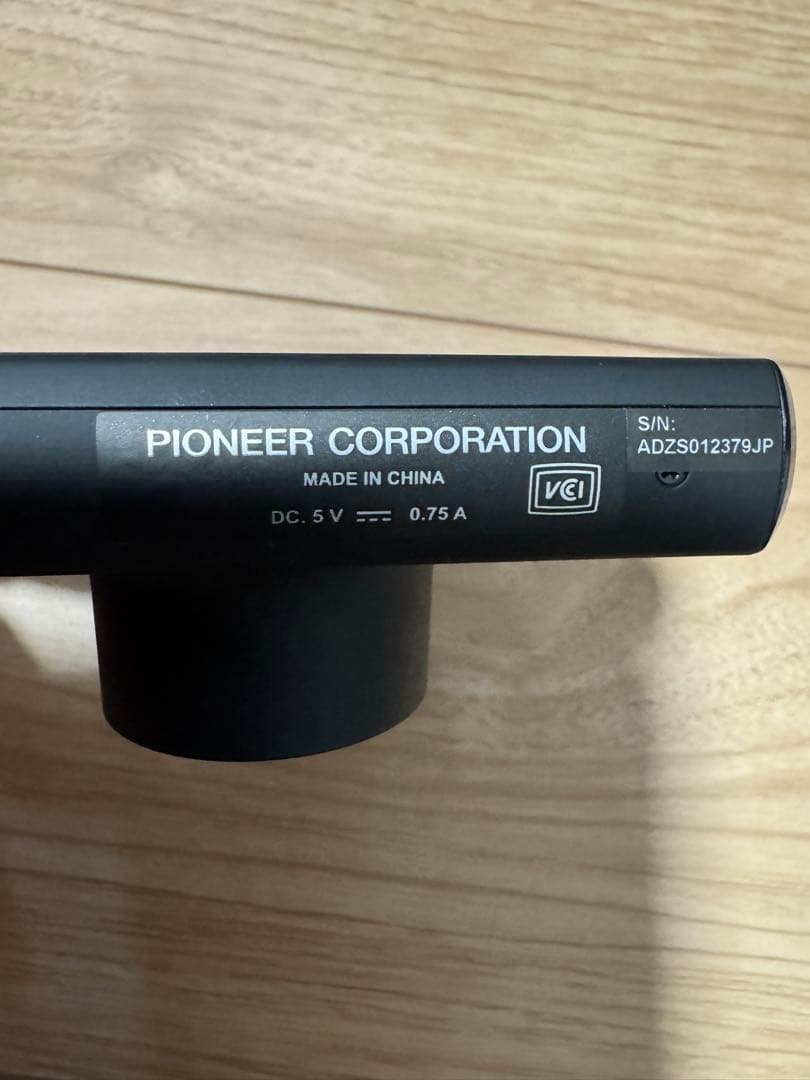 PIONEER CORPORATION
MADE IN CHINA
DC. 5 V ⎓ 0.75 A
VCI
S/N:
ADZS012379JP